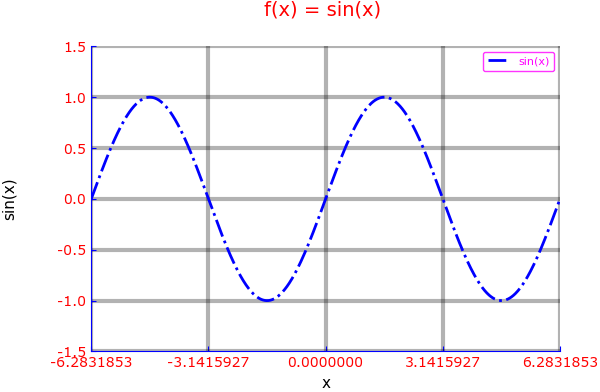 f(x) = sin(x)
1.5
sin(x)
1.0
0.5
0.0
sin(x)
-0.5
-1.0
-1.5
-6.2831853 -3.1415927 0.0000000 3.1415927 6.2831853
x